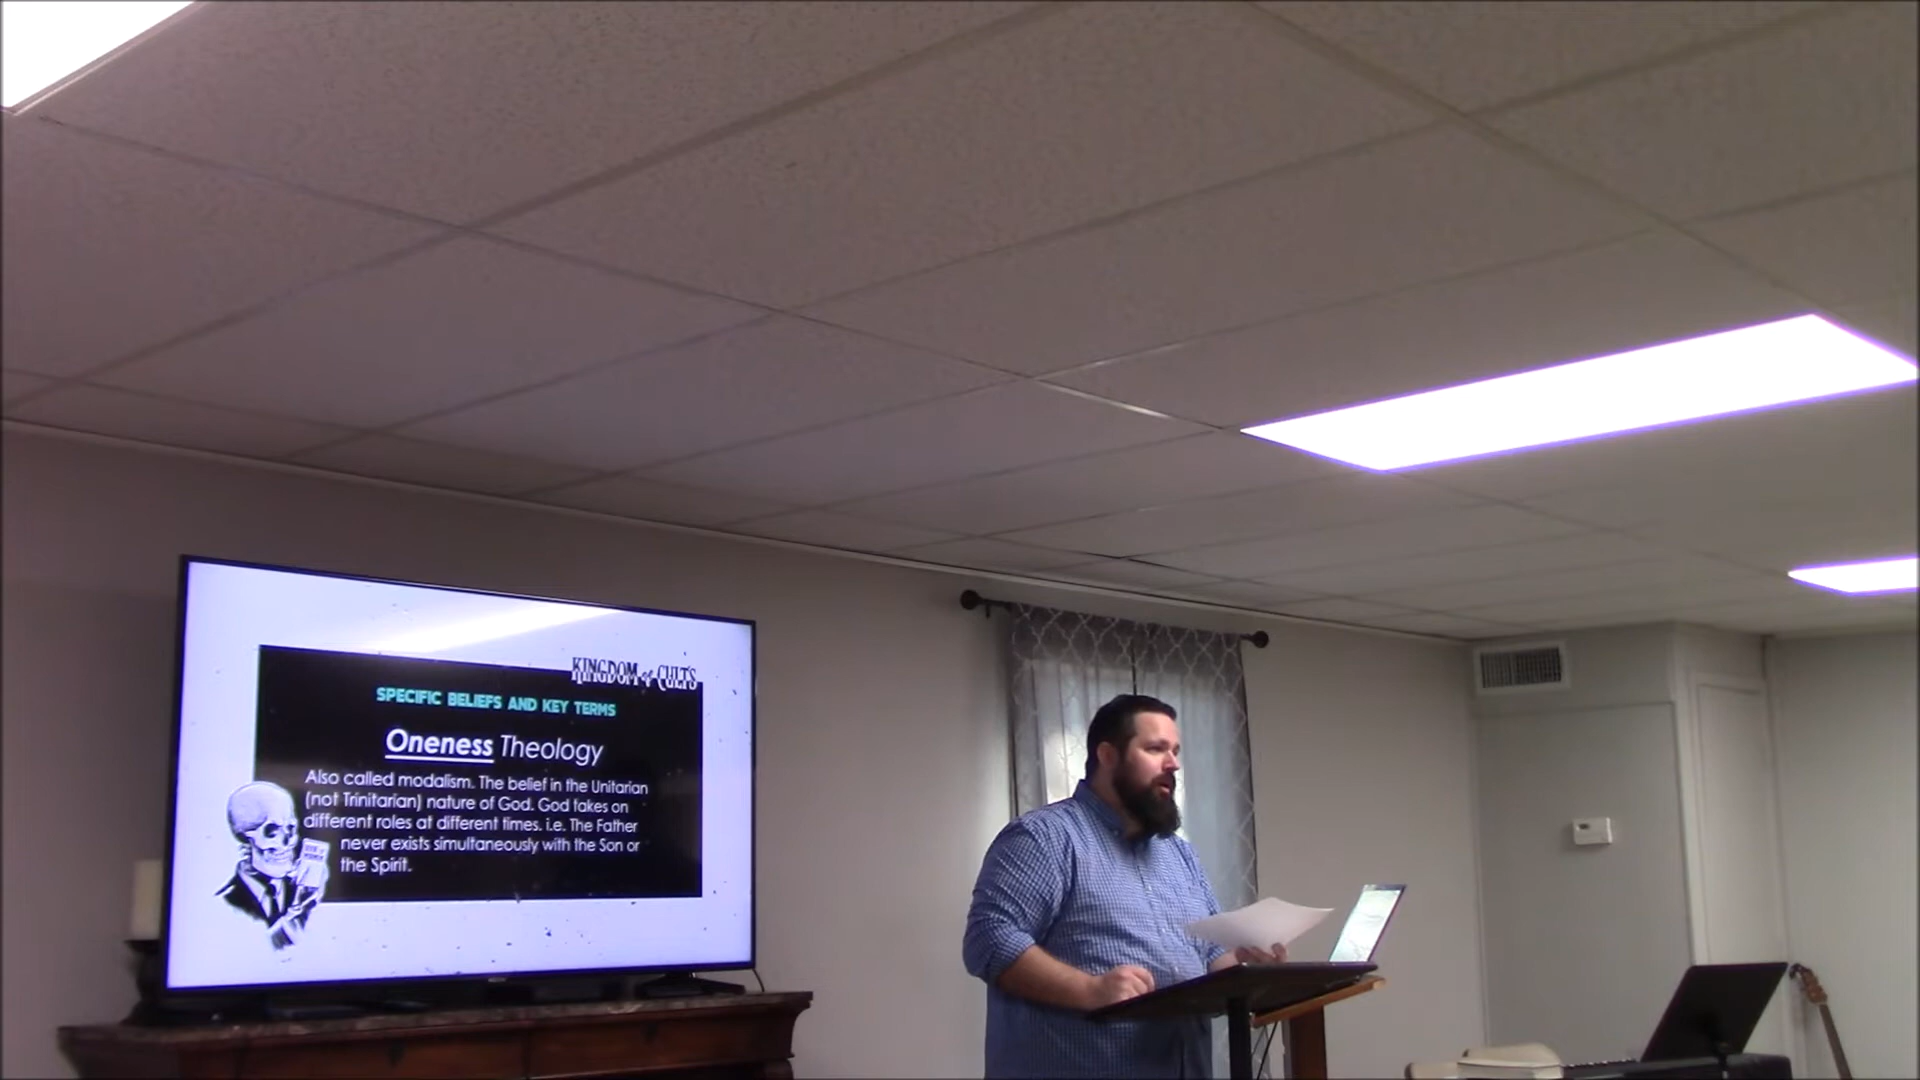 KINGDOM of CULTS
SPECIFIC BELIEFS AND KEY TERMS
Oneness Theology
Also called modalism. The belief in the Unitarian
(not Trinitarian) nature of God. God takes on
different roles at different times. i.e. The Father
never exists simultaneously with the Son or
the Spirit.